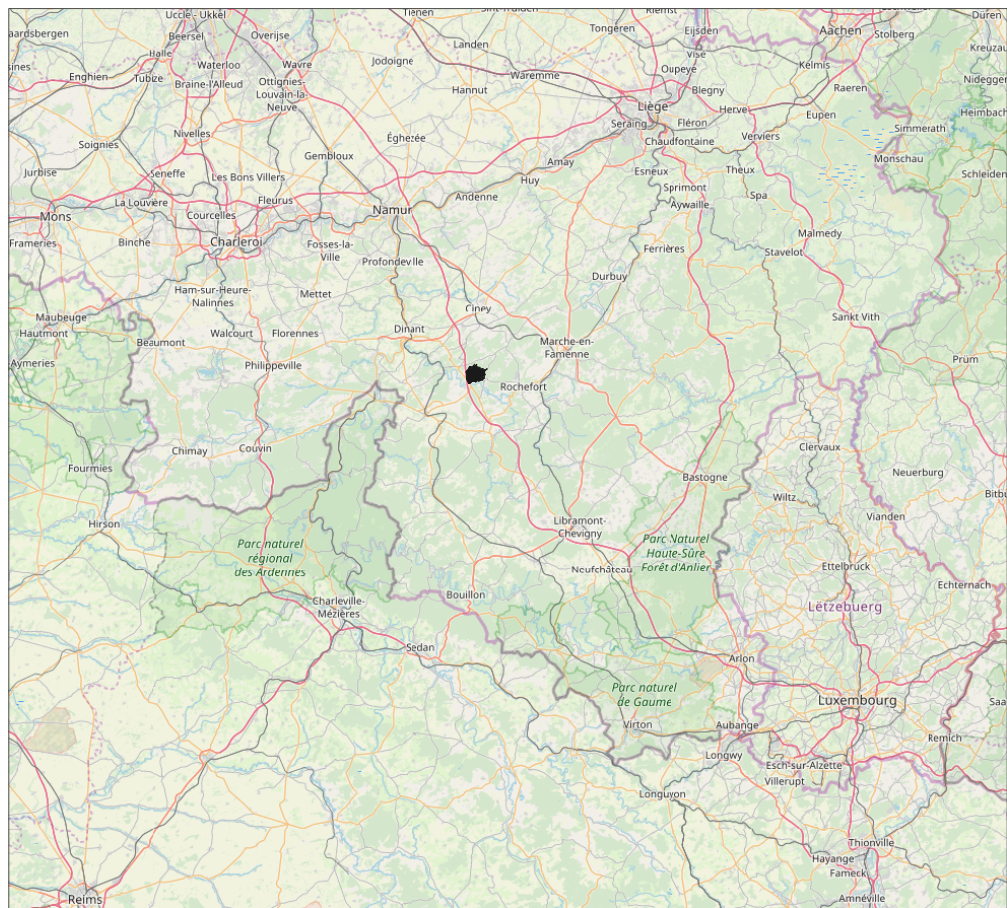 Uccle - Ukkel
Tienen
Tongeren
Eijsden
Aachen
Düren
aardsbergen
Beersel
Overijse
Landen
Visé
Stolberg
Kreuzau
Halle
Waterloo
Wavre
Jodoigne
Waremme
Oupeye
Kelmis
Enghien
Tubize
Braine-l'Alleud
Ottignies-
Louvain-la-
Neuve
Hannut
Blegny
Raeren
Nidegge
Liège
Herve
Eupen
Heimbach
Nivelles
Éghezée
Seraing
Fléron
Verviers
Simmerath
Soignies
Gembloux
Chaudfontaine
Monschau
Jurbise
Seneffe
Les Bons Villers
Amay
Huy
Esneux
Theux
Schleiden
La Louvière
Fleurus
Andenne
Sprimont
Spa
Mons
Courcelles
Namur
Aywaille
Frameries
Binche
Charleroi
Fosses-la-
Ville
Profondeville
Ferrières
Stavelot
Malmedy
Ham-sur-Heure-
Nalinnes
Mettet
Durbuy
Maubeuge
Ciney
Sankt Vith
Hautmont
Beaumont
Walcourt
Florennes
Dinant
Marche-en-
Famenne
Aymeries
Philippeville
Rochefort
Prüm
Chimay
Couvin
Clervaux
Fourmies
Bastogne
Neuerburg
Wiltz
Bitbu
Hirson
Libramont-
Chevigny
Vianden
Parc naturel
régional
des Ardennes
Neufchâteau
Parc Naturel
Haute-Sûre
Forêt d'Anlier
Ettelbruck
Echternach
Charleville-
Mézières
Bouillon
Lëtzebuerg
Sedan
Arlon
Parc naturel
de Gaume
Luxembourg
Saa
Virton
Aubange
Remich
Longwy
Esch-sur-Alzette
Villerupt
Longuyon
Thionville
Hayange
Fameck
Reims
Amnéville